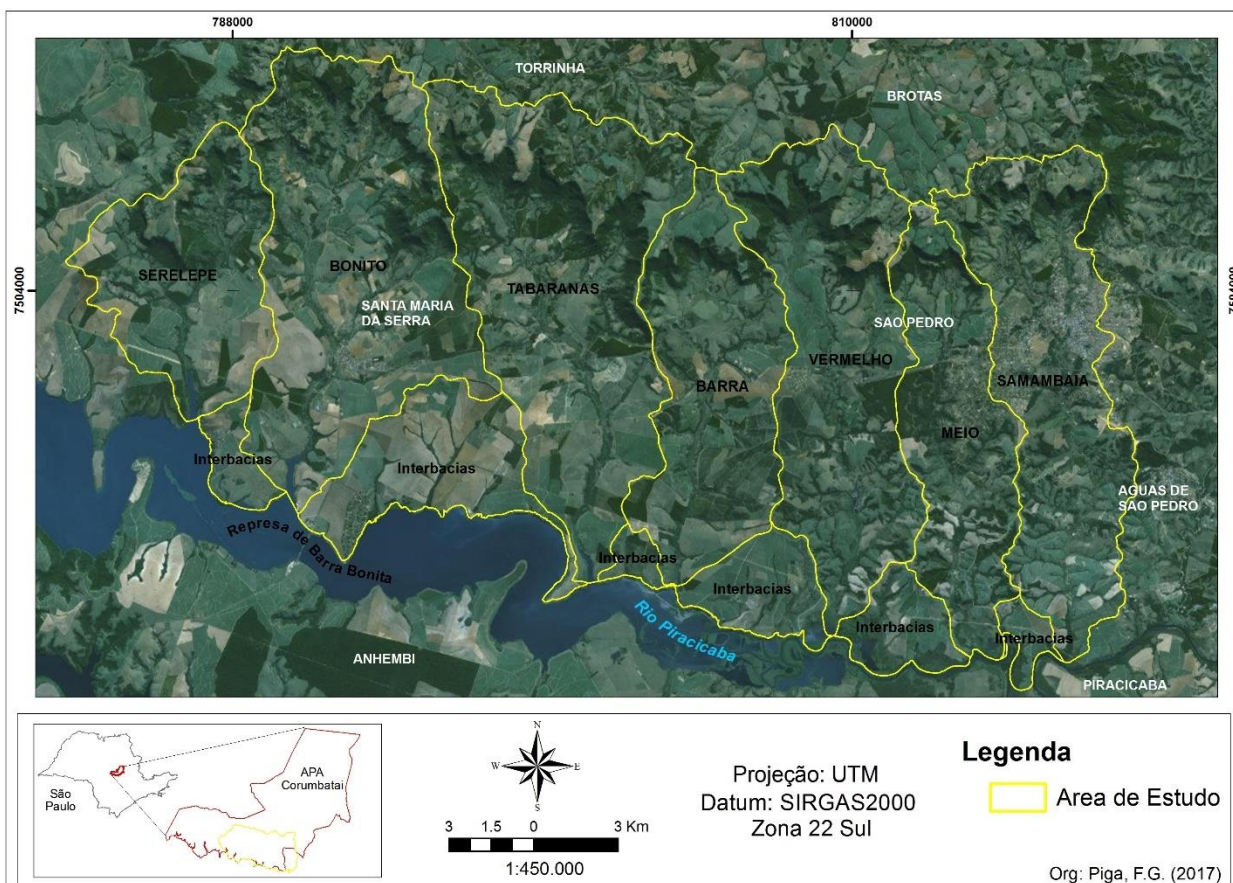 788000
810000
TORRINHA
BROTAS
SERELEPE
BONITO
TABARANAS
7504000
7504000
SANTA MARIA
DA SERRA
SAO PEDRO
VERMELHO
BARRA
SAMAMBAIA
MEIO
Interbacias
Interbacias
AGUAS DE
SAO PEDRO
Represa de Barra Bonita
Interbacias
Interbacias
Rio Piracicaba
Interbacias
Interbacias
ANHEMBI
PIRACICABA
São
Paulo
APA
Corumbatai
N
W
E
S
3 1.5 0 3 Km
1:450.000
Projeção: UTM
Datum: SIRGAS2000
Zona 22 Sul
Legenda
Area de Estudo
Org: Piga, F.G. (2017)